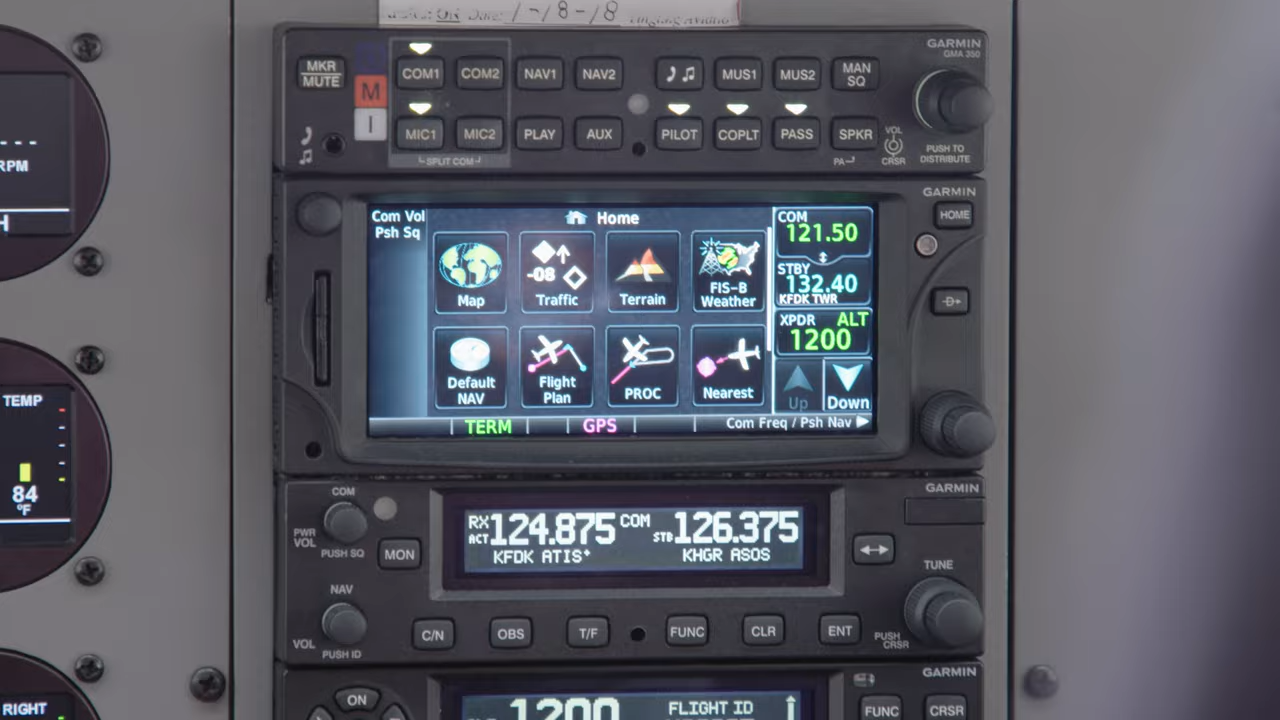 Date: 1-18-18
GARMIN
GMA 350
MKR MUTE
COM1 COM2 NAV1 NAV2 MUS1 MUS2 MAN SQ
M
I
MIC1 MIC2 PLAY AUX PILOT COPLT PASS SPKR
VOL
CRSR
SPLIT COM
PA
PUSH TO DISTRIBUTE
RPM
H
GARMIN
HOME
Com Vol
Psh Sq
Home
COM
121.50
STBY
132.40
KFDK TWR
XPDR ALT
1200
-08
Map Traffic Terrain FIS-B Weather
Default NAV Flight Plan PROC Nearest
Up Down
TERM GPS Com Freq / Psh Nav
TEMP
84
°F
GARMIN
COM
PWR VOL
PUSH SQ
MON
RX ACT 124.875 COM STB 126.375
KFDK ATIS+ KHGR ASOS
TUNE
NAV
VOL
PUSH ID
C/N OBS T/F FUNC CLR ENT
PUSH CRSR
GARMIN
ON
1200 FLIGHT ID
FUNC CRSR
RIGHT